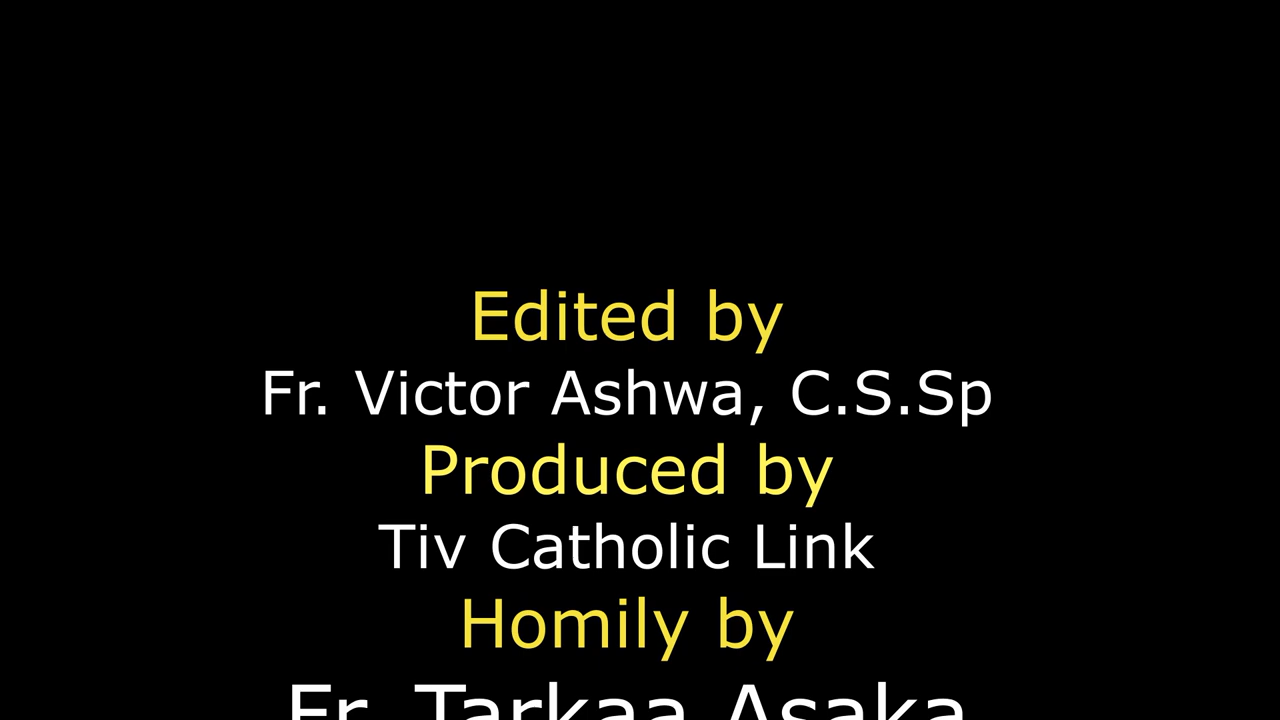 Edited by
Fr. Victor Ashwa, C.S.Sp
Produced by
Tiv Catholic Link
Homily by
Fr. Tarkaa Asaka